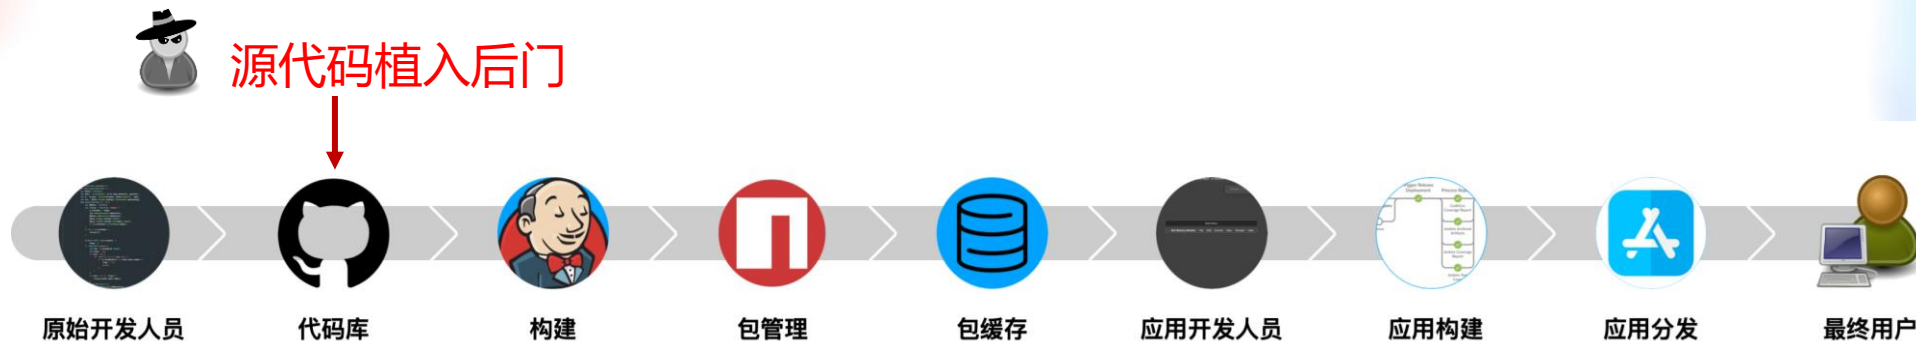 源代码植入后门
原始开发人员
代码库
构建
包管理
包缓存
应用开发人员
应用构建
应用分发
最终用户